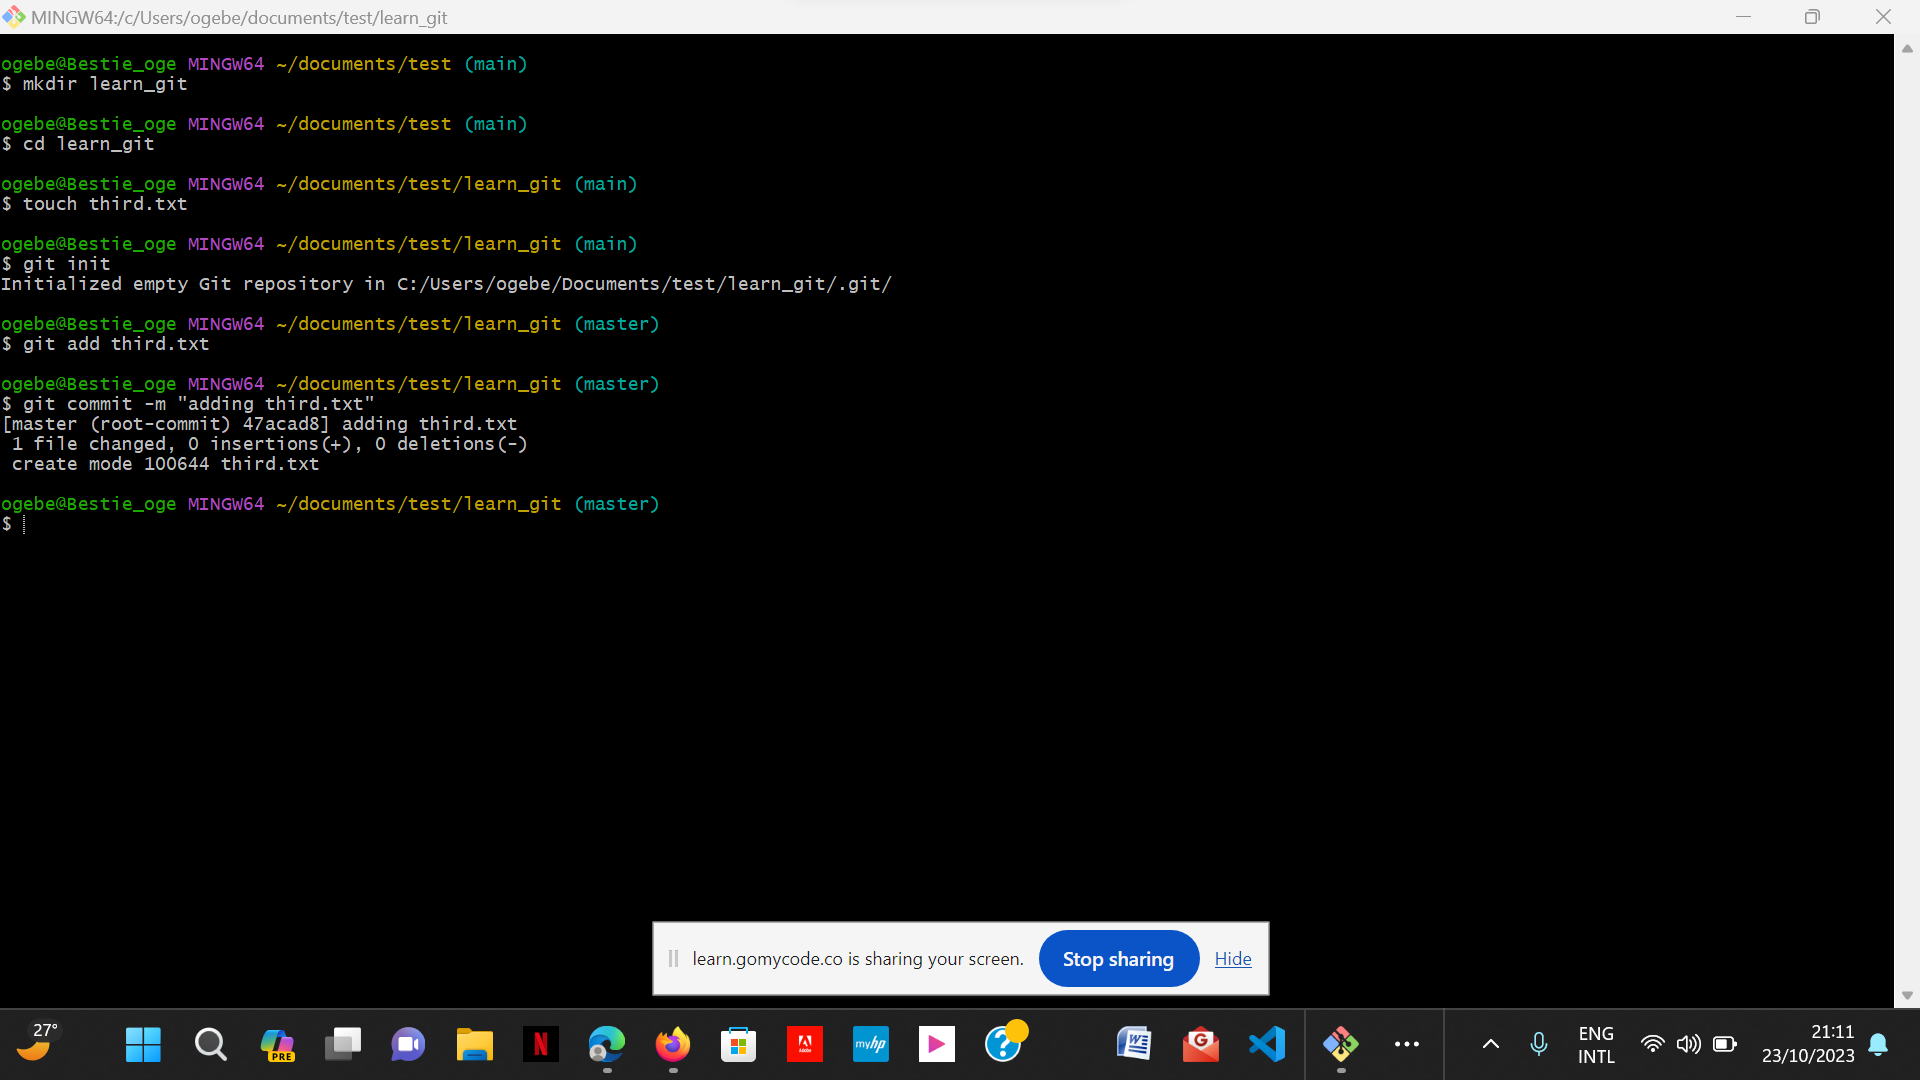 MINGW64:/c/Users/ogebe/documents/test/learn_git
ogebe@Bestie_oge MINGW64 ~/documents/test (main)
$ mkdir learn_git
ogebe@Bestie_oge MINGW64 ~/documents/test (main)
$ cd learn_git
ogebe@Bestie_oge MINGW64 ~/documents/test/learn_git (main)
$ touch third.txt
ogebe@Bestie_oge MINGW64 ~/documents/test/learn_git (main)
$ git init
Initialized empty Git repository in C:/Users/ogebe/Documents/test/learn_git/.git/
ogebe@Bestie_oge MINGW64 ~/documents/test/learn_git (master)
$ git add third.txt
ogebe@Bestie_oge MINGW64 ~/documents/test/learn_git (master)
$ git commit -m "adding third.txt"
[master (root-commit) 47acad8] adding third.txt
1 file changed, 0 insertions(+), 0 deletions(-)
create mode 100644 third.txt
ogebe@Bestie_oge MINGW64 ~/documents/test/learn_git (master)
$
learn.gomycode.co is sharing your screen. Stop sharing Hide
27°
PRE
N
Adobe
myhp
?
W
G
ENG
INTL
21:11
23/10/2023